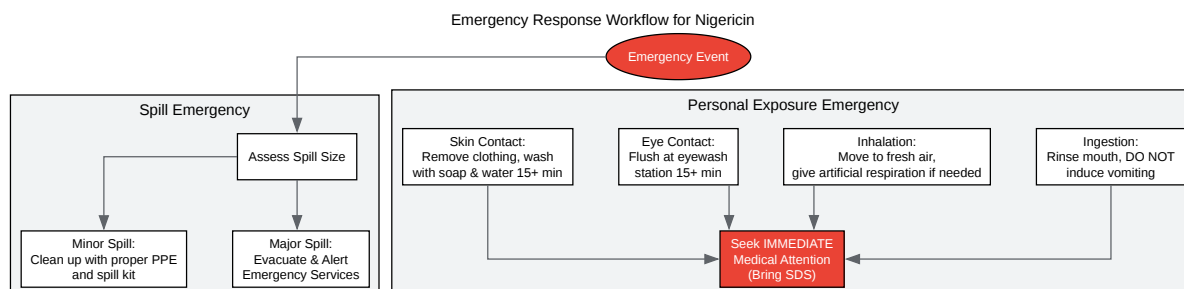 Emergency Response Workflow for Nigericin
Emergency Event
Spill Emergency
Assess Spill Size
Minor Spill:
Clean up with proper PPE
and spill kit
Major Spill:
Evacuate & Alert
Emergency Services
Personal Exposure Emergency
Skin Contact:
Remove clothing, wash
with soap & water 15+ min
Eye Contact:
Flush at eyewash
station 15+ min
Inhalation:
Move to fresh air,
give artificial respiration if needed
Ingestion:
Rinse mouth, DO NOT
induce vomiting
Seek IMMEDIATE
Medical Attention
(Bring SDS)